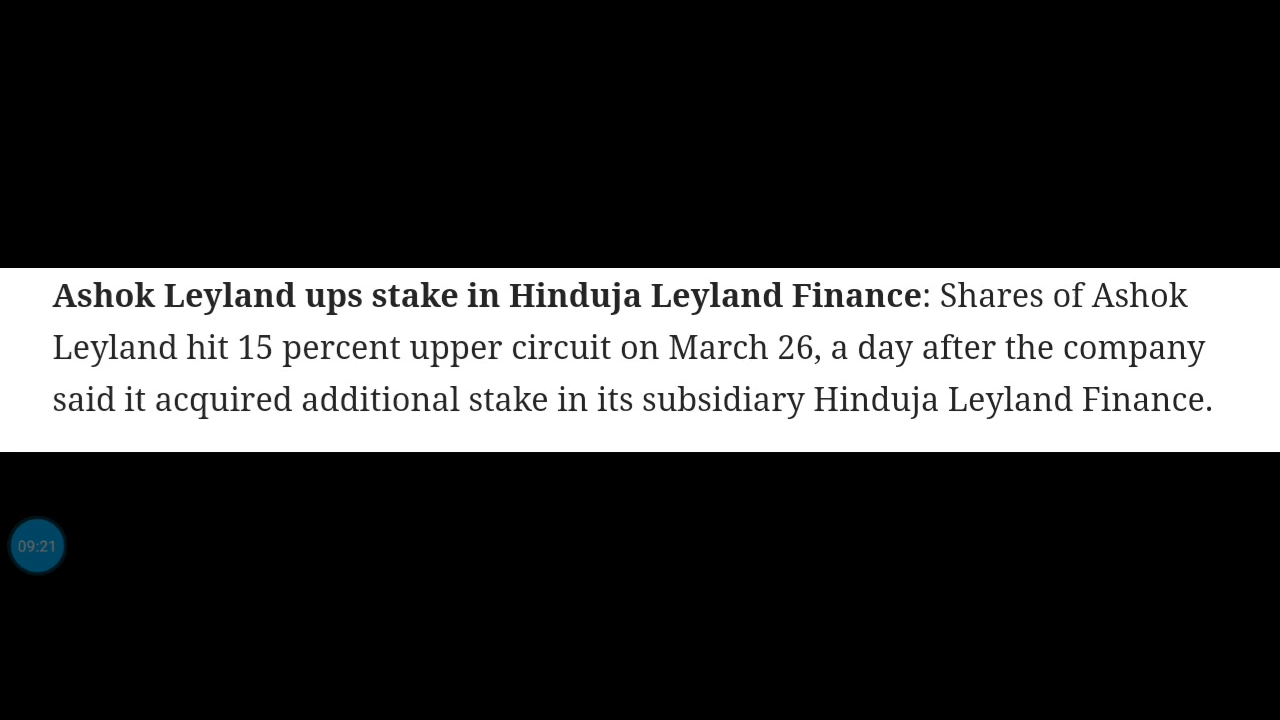 Ashok Leyland ups stake in Hinduja Leyland Finance: Shares of Ashok
Leyland hit 15 percent upper circuit on March 26, a day after the company
said it acquired additional stake in its subsidiary Hinduja Leyland Finance.
09:21